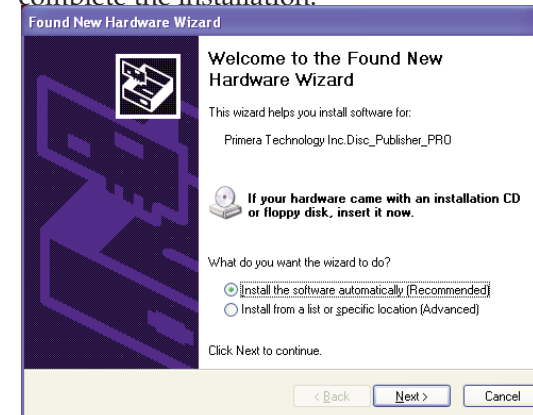 complete the installation.
Found New Hardware Wizard
Welcome to the Found New
Hardware Wizard
This wizard helps you install software for:
Primera Technology Inc.Disc_Publisher_PRO
If your hardware came with an installation CD
or floppy disk, insert it now.
What do you want the wizard to do?
Install the software automatically (Recommended)
Install from a list or specific location (Advanced)
Click Next to continue.
< Back Next > Cancel